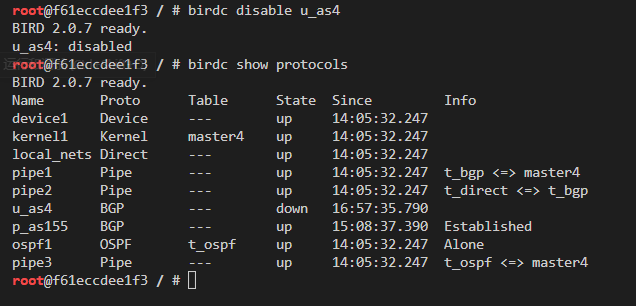 root@f61eccdee1f3 / # birdc disable u_as4
BIRD 2.0.7 ready.
u_as4: disabled
root@f61eccdee1f3 / # birdc show protocols
BIRD 2.0.7 ready.
Name       Proto      Table      State  Since         Info
device1    Device     ---        up     14:05:32.247
kernel1    Kernel     master4    up     14:05:32.247
local_nets Direct     ---        up     14:05:32.247
pipe1      Pipe       ---        up     14:05:32.247  t_bgp <=> master4
pipe2      Pipe       ---        up     14:05:32.247  t_direct <=> t_bgp
u_as4      BGP        ---        down   16:57:35.790
p_as155    BGP        ---        up     15:08:37.390  Established
ospf1      OSPF       t_ospf     up     14:05:32.247  Alone
pipe3      Pipe       ---        up     14:05:32.247  t_ospf <=> master4
root@f61eccdee1f3 / #